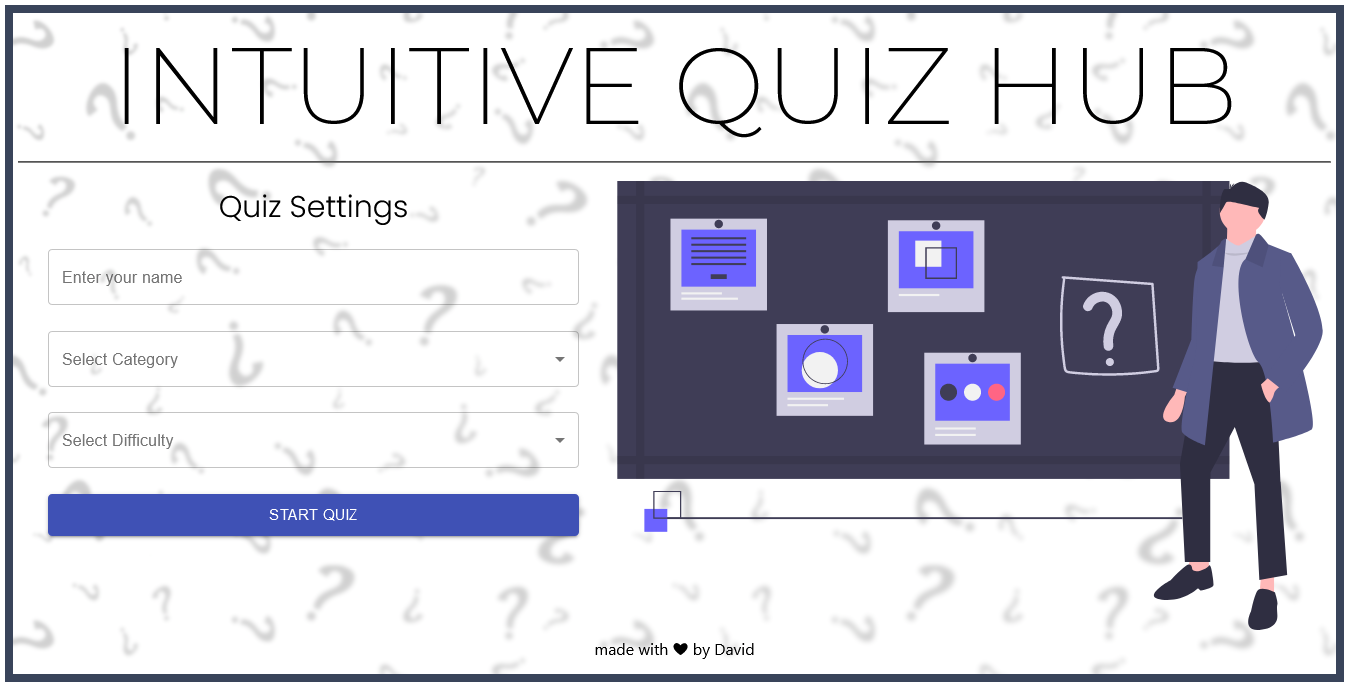 INTUITIVE QUIZ HUB
Quiz Settings
Enter your name
Select Category
Select Difficulty
START QUIZ
?
made with ♥ by David